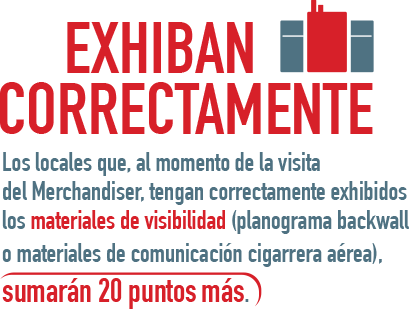 EXHIBAN
CORRECTAMENTE
Los locales que, al momento de la visita
del Merchandiser, tengan correctamente exhibidos
los materiales de visibilidad (planograma backwall
o materiales de comunicación cigarrera aérea),
sumarán 20 puntos más.